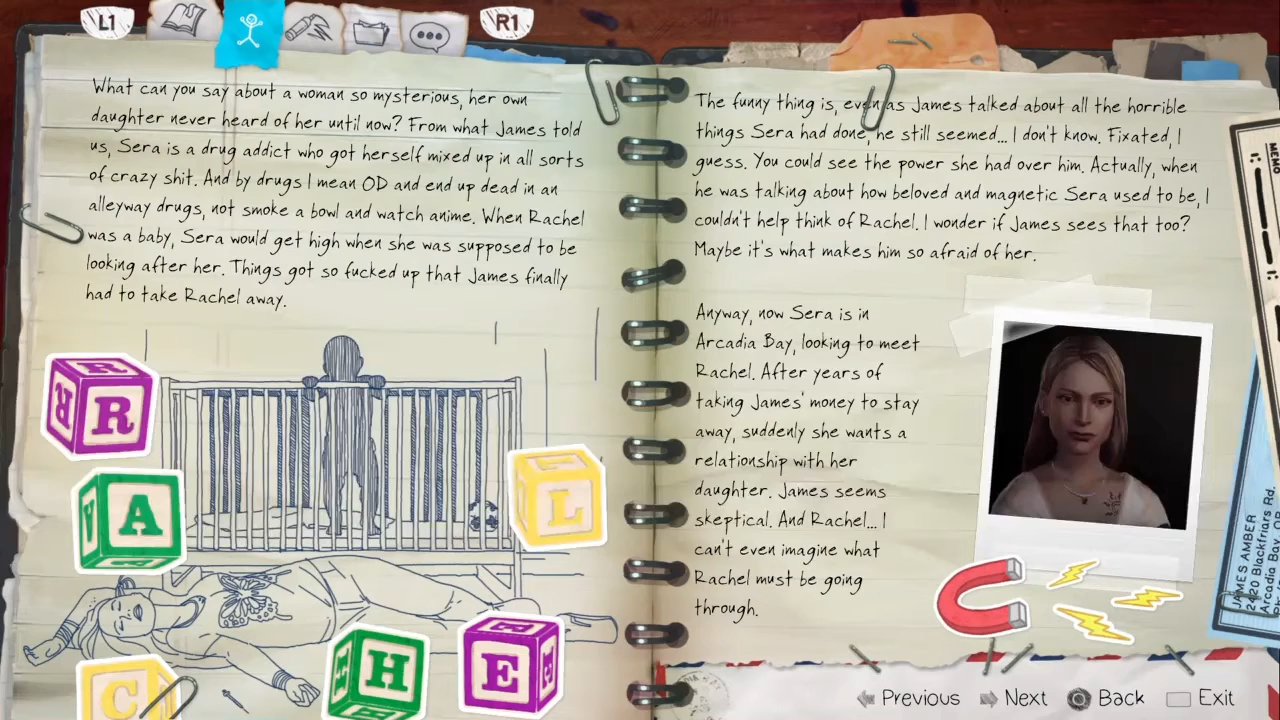 L1
R1
What can you say about a woman so mysterious, her own
daughter never heard of her until now? From what James told
us, Sera is a drug addict who got herself mixed up in all sorts
of crazy shit. And by drugs I mean OD and end up dead in an
alleyway drugs, not smoke a bowl and watch anime. When Rachel
was a baby, Sera would get high when she was supposed to be
looking after her. Things got so fucked up that James finally
had to take Rachel away.
R
R
A
A
L
L
C
H
H
E
E
The funny thing is, even as James talked about all the horrible
things Sera had done, he still seemed... I don't know. Fixated, I
guess. You could see the power she had over him. Actually, when
he was talking about how beloved and magnetic Sera used to be, I
couldn't help think of Rachel. I wonder if James sees that too?
Maybe it's what makes him so afraid of her.
Anyway, now Sera is in
Arcadia Bay, looking to meet
Rachel. After years of
taking James' money to stay
away, suddenly she wants a
relationship with her
daughter. James seems
skeptical. And Rachel... I
can't even imagine what
Rachel must be going
through.
MEMO
JAMES AMBER
2420 Blackfriars Rd.
Arcadia Bay,
Previous
Next
Back
Exit